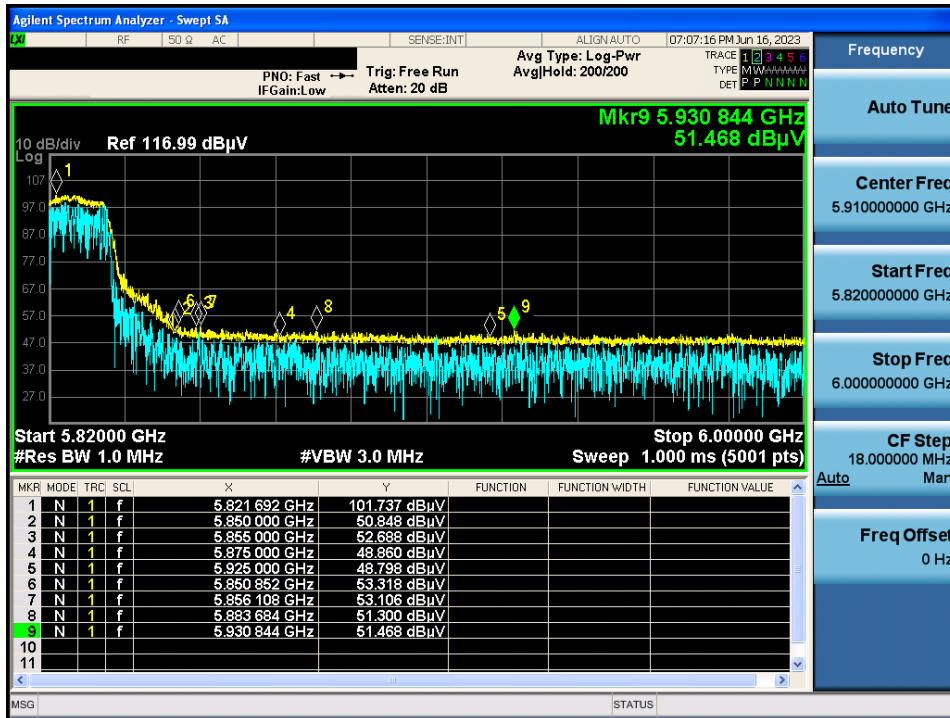 Agilent Spectrum Analyzer - Swept SA
LXI RF 50 Ω AC SENSE:INT ALIGN AUTO 07:07:16 PM Jun 16, 2023
PNO: Fast
IFGain:Low
Trig: Free Run
Atten: 20 dB
Avg Type: Log-Pwr
Avg|Hold: 200/200
TRACE 1 2 3 4 5 6
TYPE M W W W W W
DET P P N N N N
Mkr9 5.930 844 GHz
51.468 dBµV
10 dB/div Ref 116.99 dBµV
Log
107
97.0
87.0
77.0
67.0
57.0
47.0
37.0
27.0
1
2
6
3
7
4
8
5
9
Start 5.82000 GHz Stop 6.00000 GHz
#Res BW 1.0 MHz #VBW 3.0 MHz Sweep 1.000 ms (5001 pts)
MKR MODE TRC SCL X Y FUNCTION FUNCTION WIDTH FUNCTION VALUE
1 N 1 f 5.821 692 GHz 101.737 dBµV
2 N 1 f 5.850 000 GHz 50.848 dBµV
3 N 1 f 5.855 000 GHz 52.688 dBµV
4 N 1 f 5.875 000 GHz 48.860 dBµV
5 N 1 f 5.925 000 GHz 48.798 dBµV
6 N 1 f 5.850 852 GHz 53.318 dBµV
7 N 1 f 5.856 108 GHz 53.106 dBµV
8 N 1 f 5.883 684 GHz 51.300 dBµV
9 N 1 f 5.930 844 GHz 51.468 dBµV
10
11
MSG STATUS
Frequency
Auto Tune
Center Freq
5.910000000 GHz
Start Freq
5.820000000 GHz
Stop Freq
6.000000000 GHz
CF Step
18.000000 MHz
Auto Man
Freq Offset
0 Hz